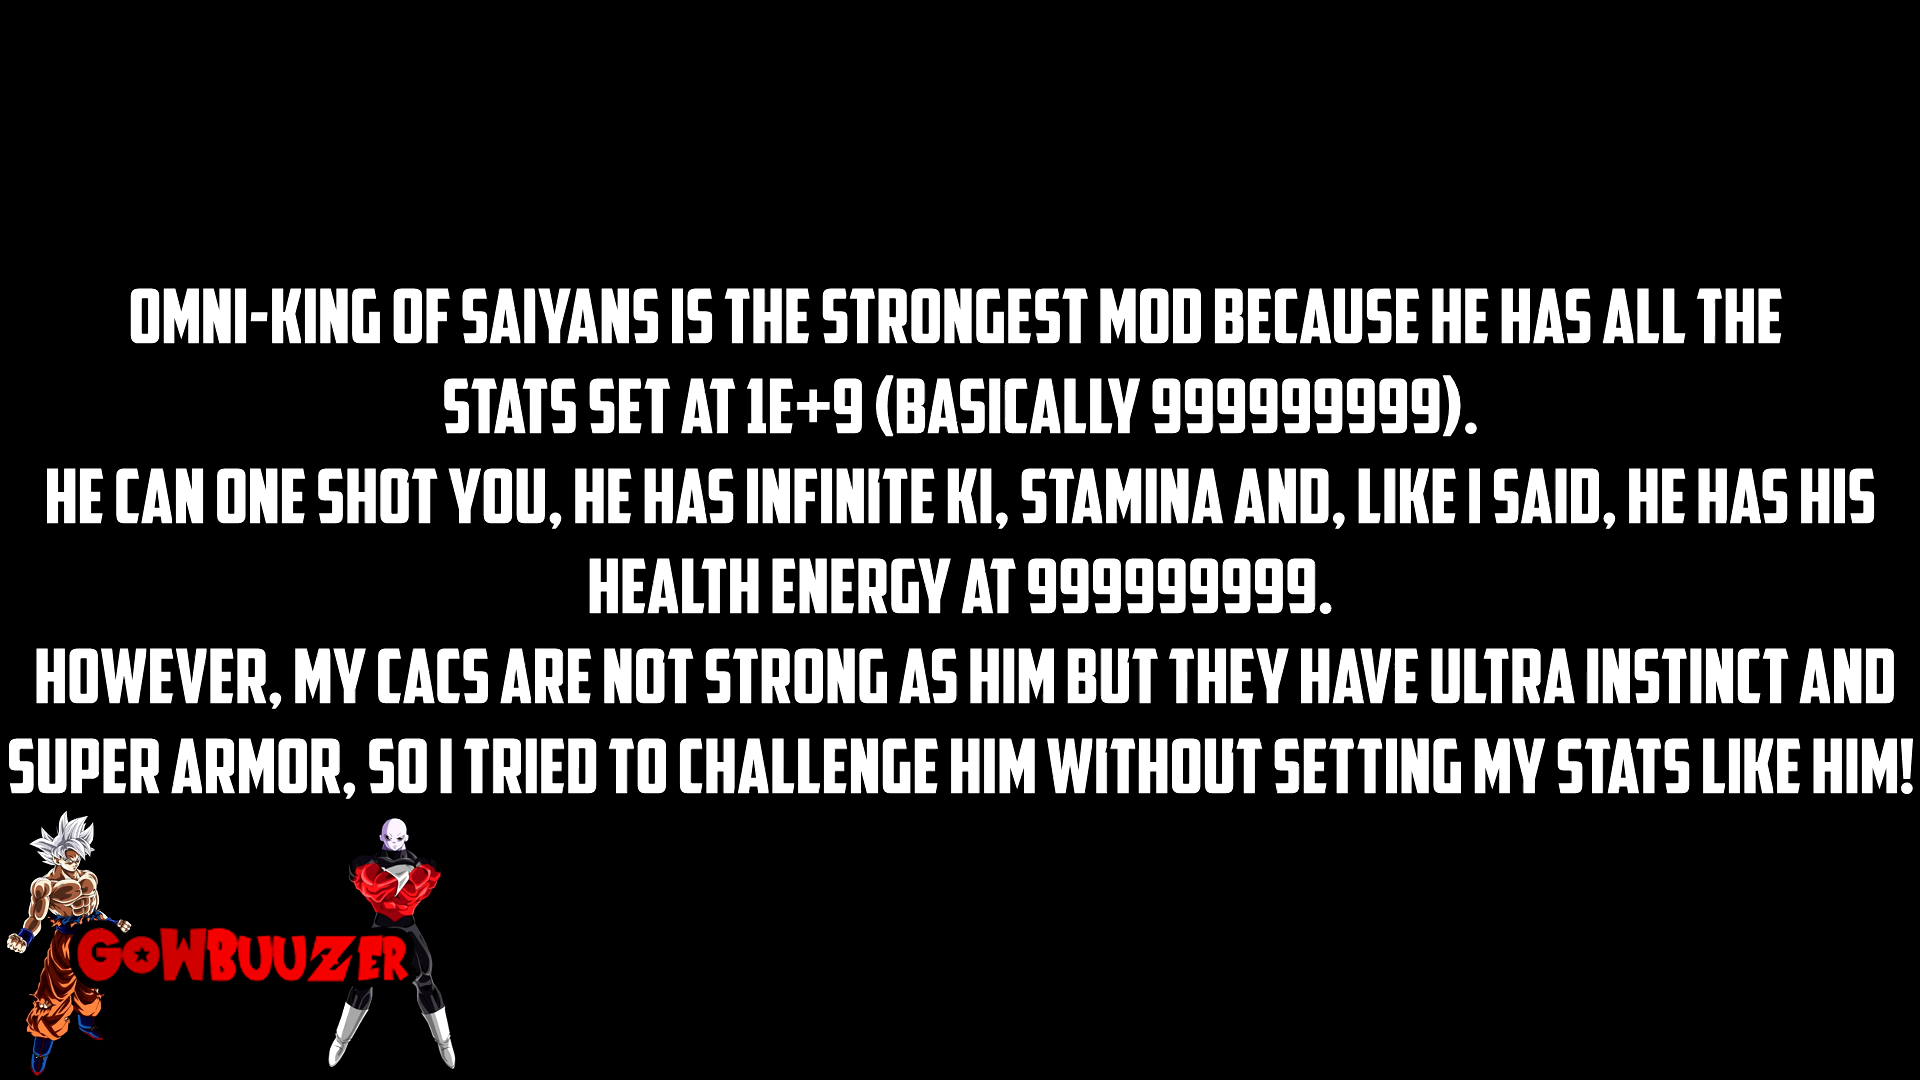 OMNI-KING OF SAIYANS IS THE STRONGEST MOD BECAUSE HE HAS ALL THE
STATS SET AT 1E+9 (BASICALLY 999999999).
HE CAN ONE SHOT YOU, HE HAS INFINITE KI, STAMINA AND, LIKE I SAID, HE HAS HIS
HEALTH ENERGY AT 999999999.
HOWEVER, MY CACS ARE NOT STRONG AS HIM BUT THEY HAVE ULTRA INSTINCT AND
SUPER ARMOR, SO I TRIED TO CHALLENGE HIM WITHOUT SETTING MY STATS LIKE HIM!
GOWBUUZER